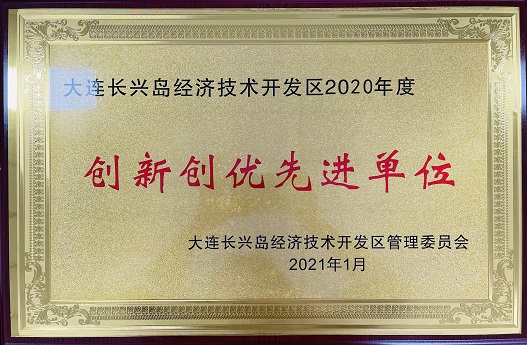 大连长兴岛经济技术开发区2020年度
创新创优先进单位
大连长兴岛经济技术开发区管理委员会
2021年1月